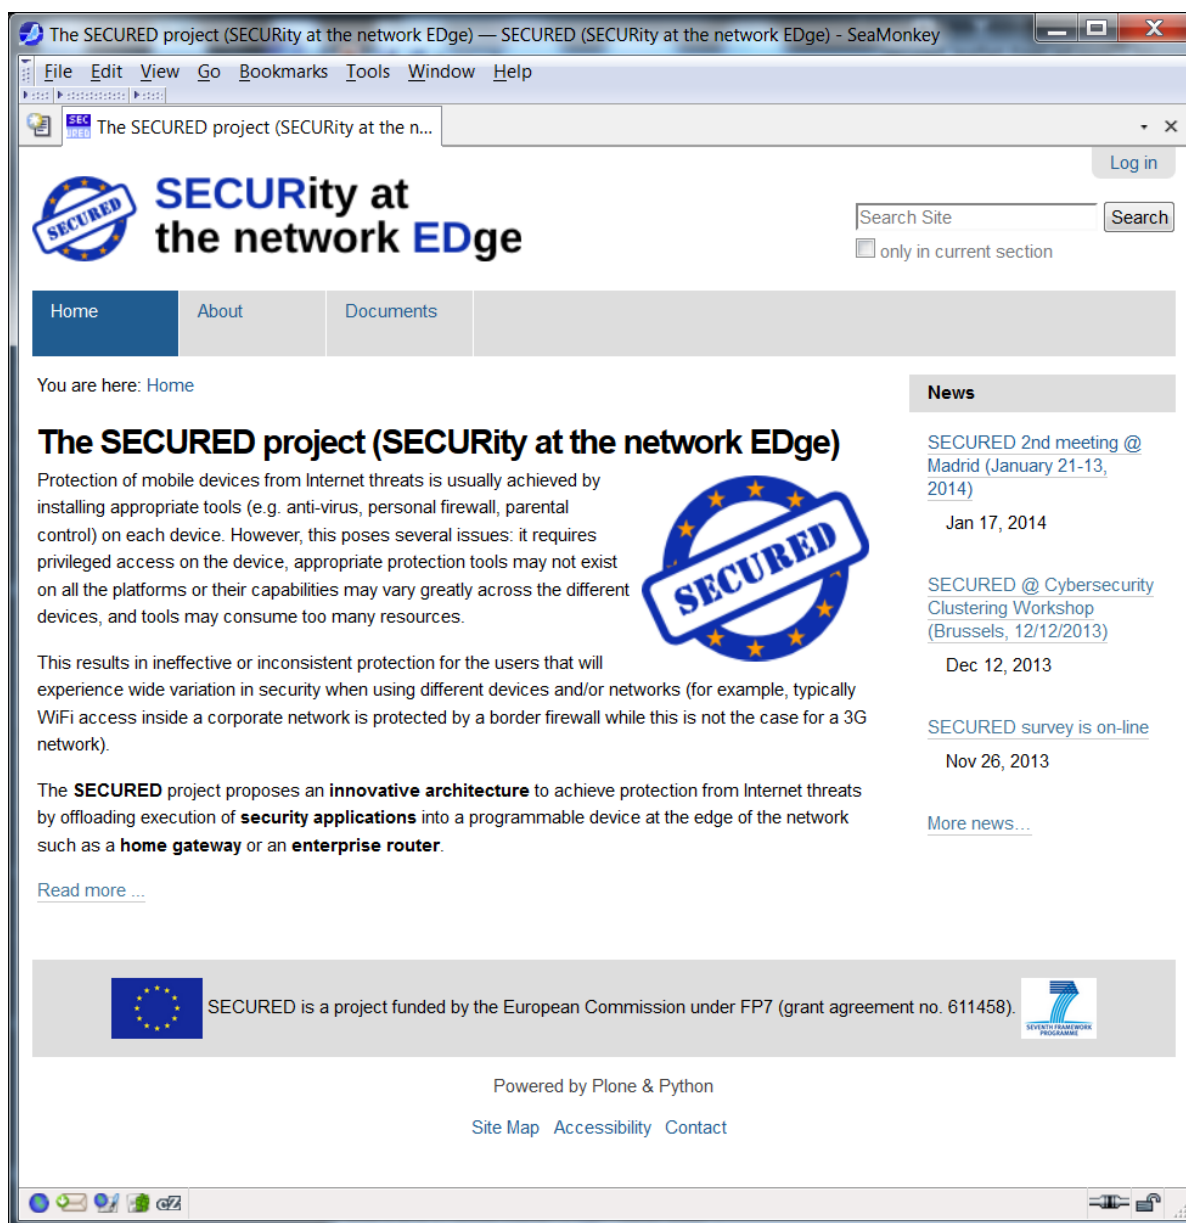 The SECURED project (SECURity at the network EDge) — SECURED (SECURity at the network EDge) - SeaMonkey
File Edit View Go Bookmarks Tools Window Help
SEC
URED
The SECURED project (SECURity at the n...
Log in
SECURED
SECURity at
the network EDge
Search Site
Search
only in current section
Home
About
Documents
You are here: Home
The SECURED project (SECURity at the network EDge)
Protection of mobile devices from Internet threats is usually achieved by
installing appropriate tools (e.g. anti-virus, personal firewall, parental
control) on each device. However, this poses several issues: it requires
privileged access on the device, appropriate protection tools may not exist
on all the platforms or their capabilities may vary greatly across the different
devices, and tools may consume too many resources.
SECURED
This results in ineffective or inconsistent protection for the users that will
experience wide variation in security when using different devices and/or networks (for example, typically
WiFi access inside a corporate network is protected by a border firewall while this is not the case for a 3G
network).
The SECURED project proposes an innovative architecture to achieve protection from Internet threats
by offloading execution of security applications into a programmable device at the edge of the network
such as a home gateway or an enterprise router.
Read more ...
News
SECURED 2nd meeting @
Madrid (January 21-13,
2014)
Jan 17, 2014
SECURED @ Cybersecurity
Clustering Workshop
(Brussels, 12/12/2013)
Dec 12, 2013
SECURED survey is on-line
Nov 26, 2013
More news…
SECURED is a project funded by the European Commission under FP7 (grant agreement no. 611458).
SEVENTH FRAMEWORK
PROGRAMME
Powered by Plone & Python
Site Map Accessibility Contact
cZ